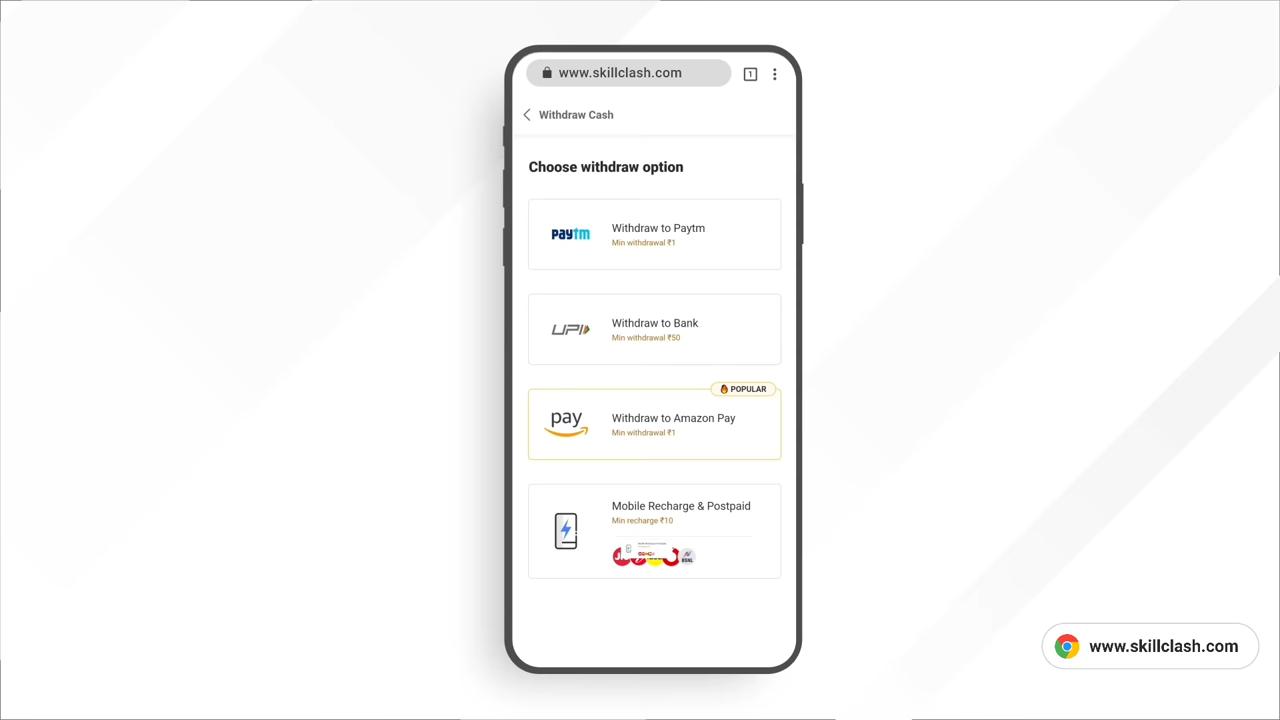 www.skillclash.com
1
Withdraw Cash
Choose withdraw option
paytm
Withdraw to Paytm
Min withdrawal ₹1
UPI
Withdraw to Bank
Min withdrawal ₹50
POPULAR
pay
Withdraw to Amazon Pay
Min withdrawal ₹1
Mobile Recharge & Postpaid
Min recharge ₹10
BSNL
www.skillclash.com